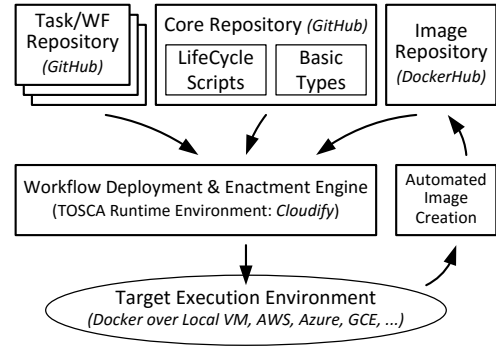 Task/WF
Repository
(GitHub)
Core Repository (GitHub)
LifeCycle
Scripts
Basic
Types
Image
Repository
(DockerHub)
Workflow Deployment & Enactment Engine
(TOSCA Runtime Environment: Cloudify)
Automated
Image
Creation
Target Execution Environment
(Docker over Local VM, AWS, Azure, GCE, ...)